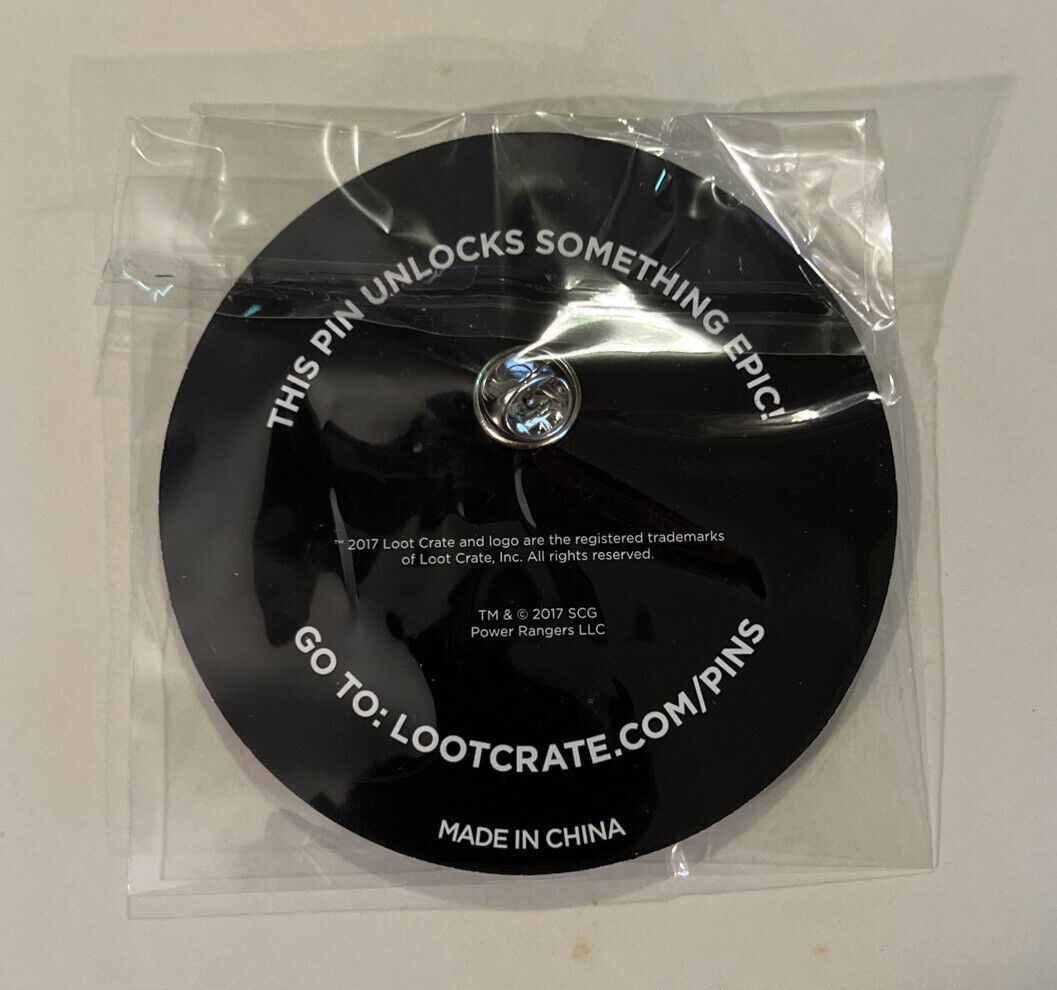 THIS PIN UNLOCKS SOMETHING EPIC!
™ 2017 Loot Crate and logo are the registered trademarks
of Loot Crate, Inc. All rights reserved.
TM & © 2017 SCG
Power Rangers LLC
GO TO: LOOTCRATE.COM/PINS
MADE IN CHINA